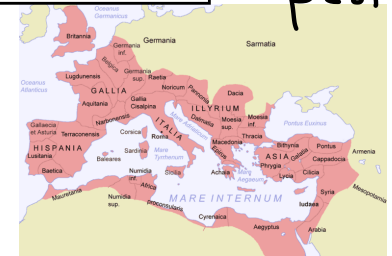 Oceanus
Germanicus
Britannia
Germania
Sarmatia
Germania
inf.
Belgica
Oceanus
Atlanticus
Lugdunensis
Germania
sup.
Raetia
Noricum
Pannonia
Dacia
GALLIA
Aquitania
Gallia
Cisalpina
ILLYRIUM
Dalmatia
Moesia
sup.
Moesia
inf.
Pontus Euxinus
Gallaecia
et Asturia
Narbonensis
ITALIA
Mare Adriaticum
Thracia
Terraconensis
Corsica
Roma
Macedonia
Bithynia
Pontus
Armenia
HISPANIA
Lusitania
Sardinia
Mare
Tyrrhenum
Epirus
ASIA
Galatia
Cappadocia
Baleares
Phrygia
Baetica
Sicilia
Achaia
Mare
Aegaeum
Lycia
Cilicia
Mesopotamia
Numidia
inf.
Africa
Mauretania
Syria
Numidia
sup.
proconsularis
MARE INTERNUM
Iudaea
Cyrenaica
Aegyptus
Arabia